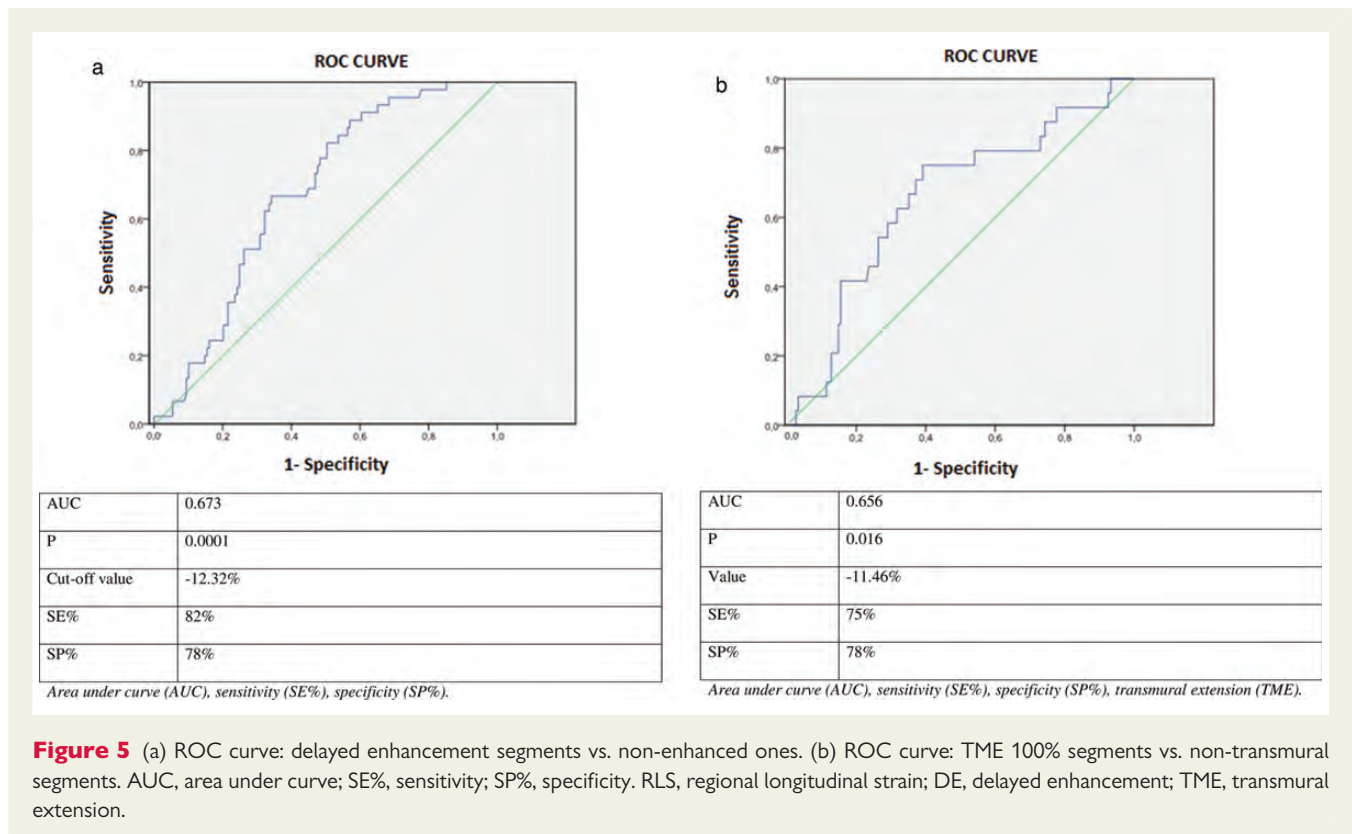 a
ROC CURVE
1,0
0,8
0,6
0,4
0,2
0,0
Sensitivity
0,0 0,2 0,4 0,6 0,8 1,0
1- Specificity
AUC 0.673
P 0.0001
Cut-off value -12.32%
SE% 82%
SP% 78%
Area under curve (AUC), sensitivity (SE%), specificity (SP%).
b
ROC CURVE
1,0
0,8
0,6
0,4
0,2
0,0
Sensitivity
0,0 0,2 0,4 0,6 0,8 1,0
1- Specificity
AUC 0.656
P 0.016
Value -11.46%
SE% 75%
SP% 78%
Area under curve (AUC), sensitivity (SE%), specificity (SP%), transmural extension (TME).
Figure 5 (a) ROC curve: delayed enhancement segments vs. non-enhanced ones. (b) ROC curve: TME 100% segments vs. non-transmural
segments. AUC, area under curve; SE%, sensitivity; SP%, specificity. RLS, regional longitudinal strain; DE, delayed enhancement; TME, transmural
extension.